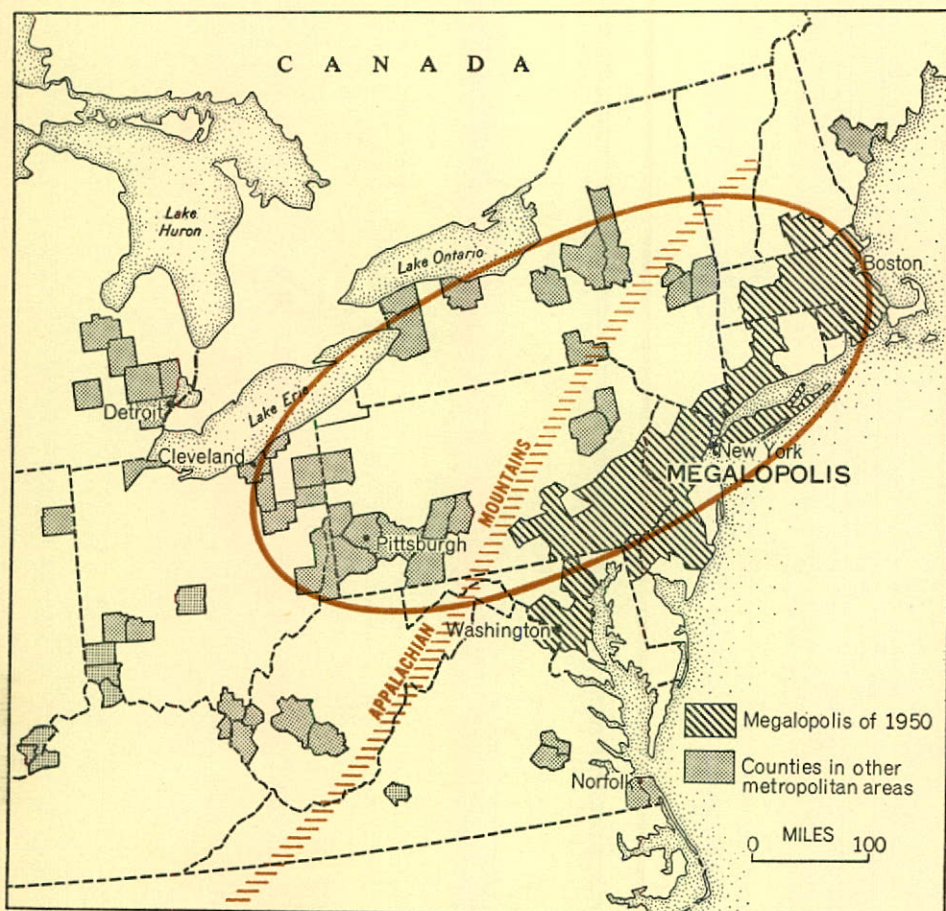 CANADA
Lake
Huron
Lake Ontario
Boston
Detroit
Lake Erie
Cleveland
New York
MEGALOPOLIS
MOUNTAINS
Pittsburgh
Washington
APPALACHIAN
Megalopolis of 1950
Counties in other
metropolitan areas
Norfolk
MILES
0 100